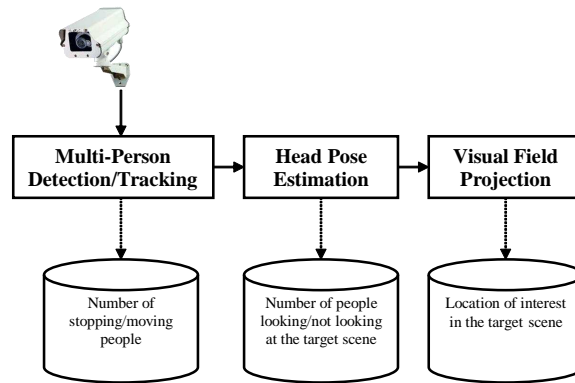 Multi-Person
Detection/Tracking
Head Pose
Estimation
Visual Field
Projection
Number of
stopping/moving
people
Number of people
looking/not looking
at the target scene
Location of interest
in the target scene